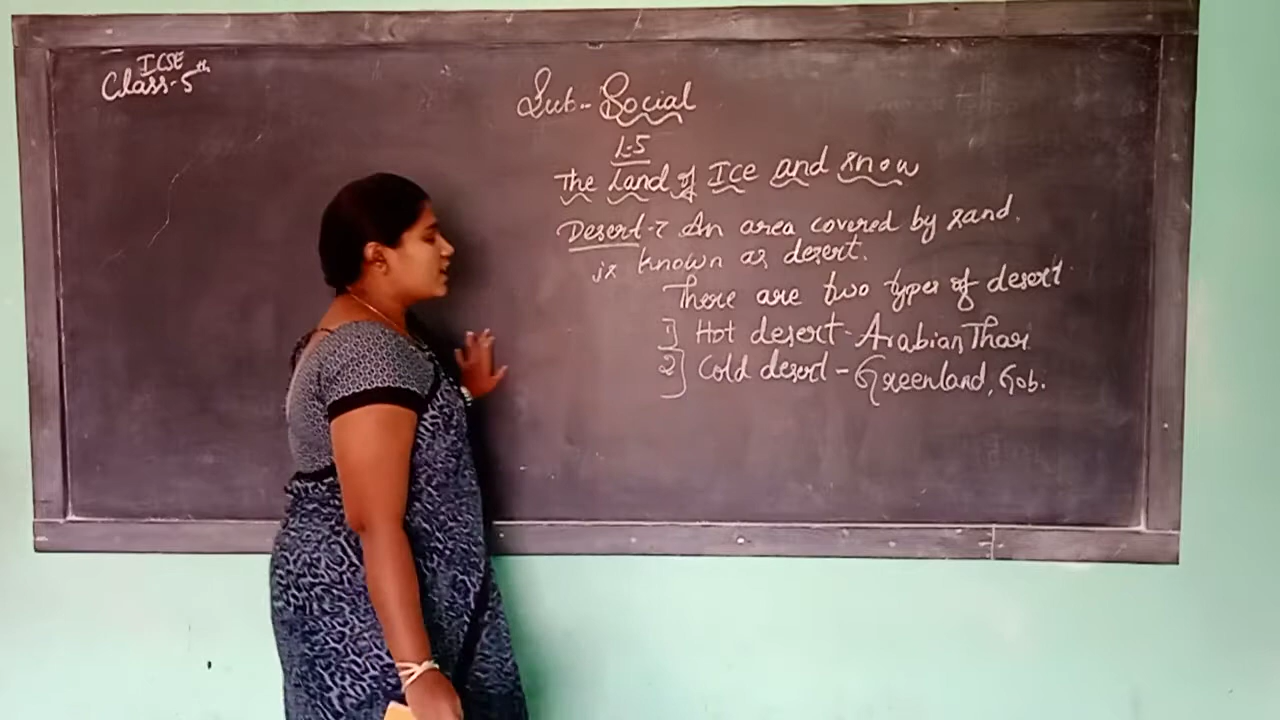 ICSE
Class-5th
Sub-Social
L-5
The Land of Ice and snow
Desert-? An area covered by sand.
is known as desert.
There are two types of desert
1] Hot desert-Arabian, Thar
2] Cold desert-Greenland, Gob.